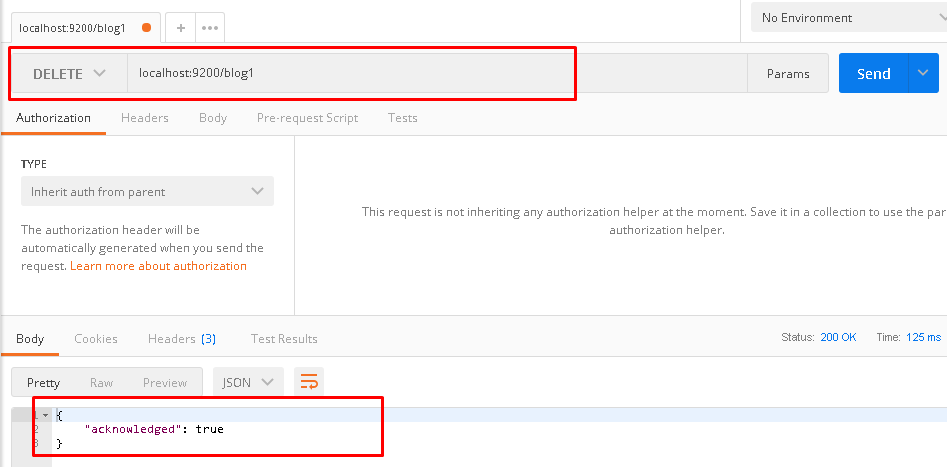 localhost:9200/blog1
No Environment
DELETE
localhost:9200/blog1
Params
Send
Authorization Headers Body Pre-request Script Tests
TYPE
Inherit auth from parent
The authorization header will be
automatically generated when you send the
request. Learn more about authorization
This request is not inheriting any authorization helper at the moment. Save it in a collection to use the par
authorization helper.
Body Cookies Headers (3) Test Results
Status: 200 OK Time: 125 ms
Pretty Raw Preview JSON
1 {
2 "acknowledged": true
3 }